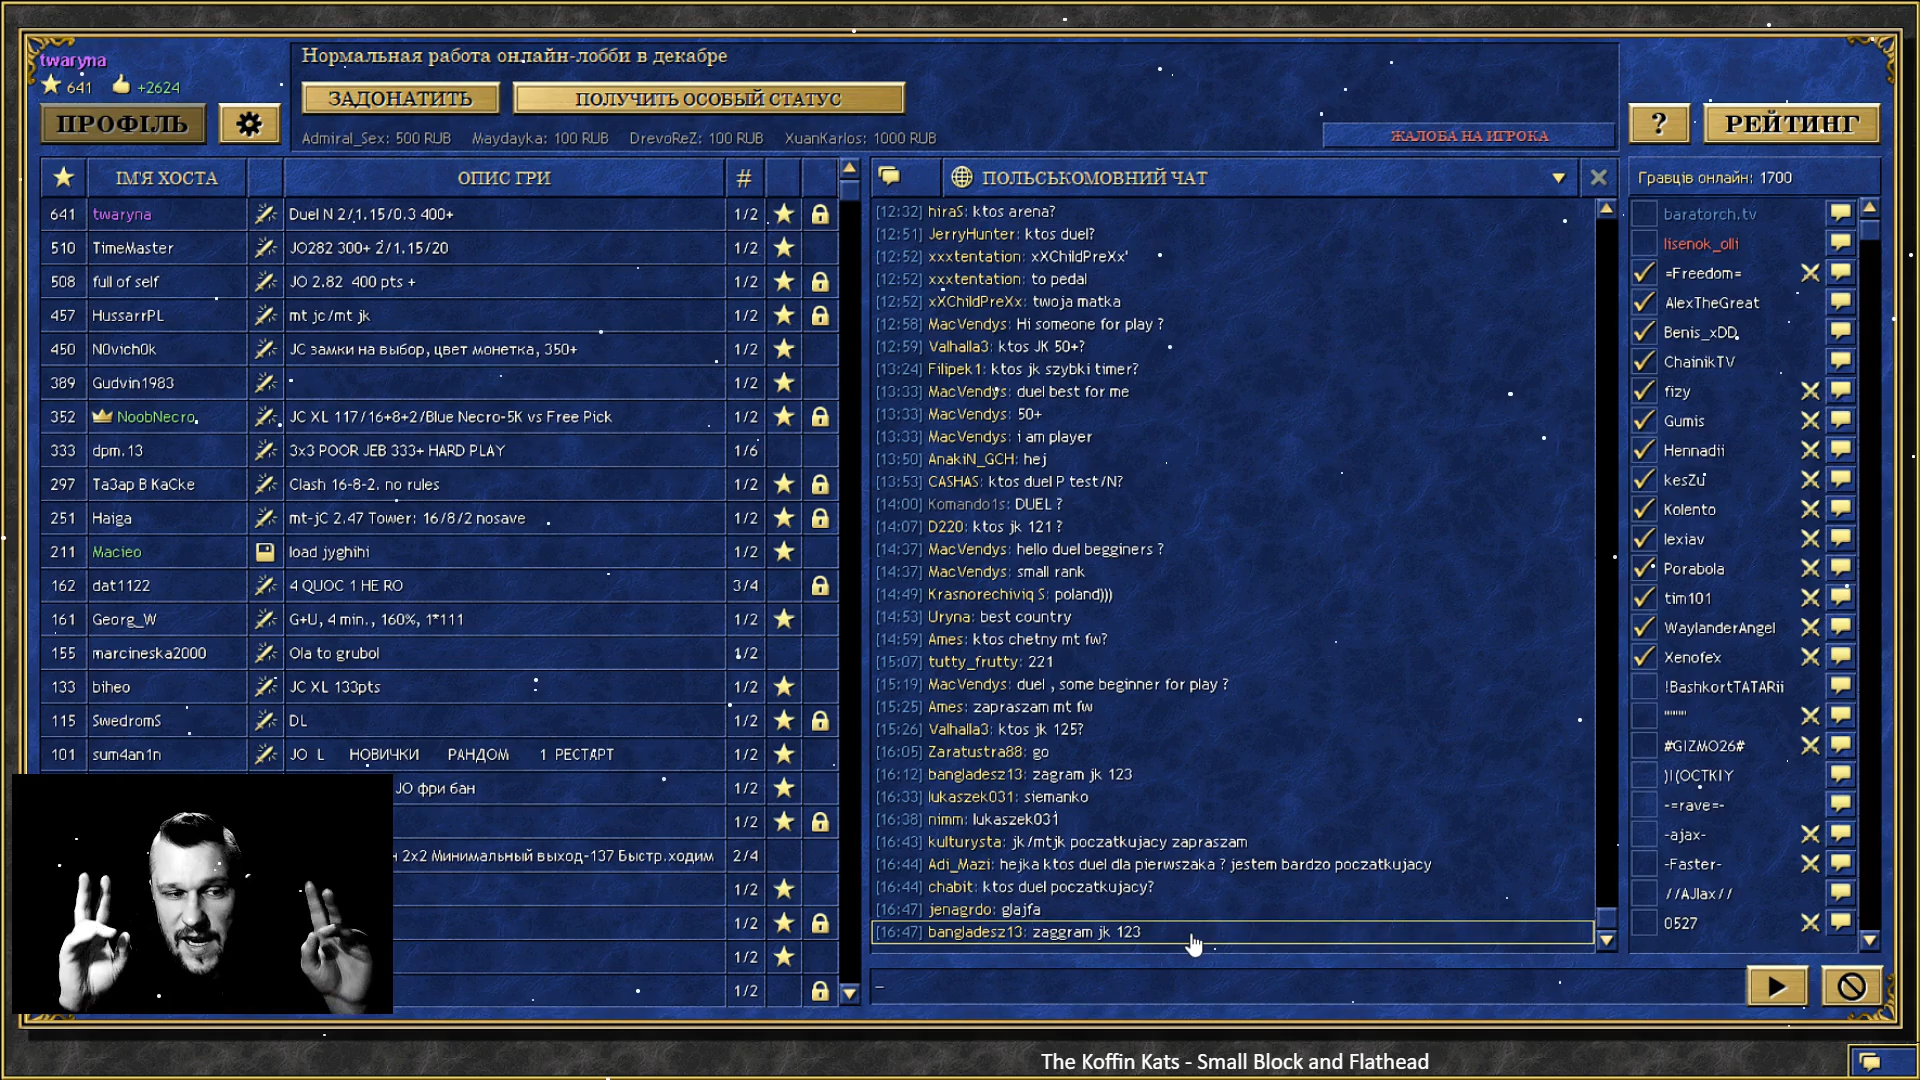 twaryna
641 +2624
ПРОФІЛЬ
Нормальная работа онлайн-лобби в декабре
ЗАДОНАТИТЬ
ПОЛУЧИТЬ ОСОБЫЙ СТАТУС
Admiral_Sex: 500 RUB Maydayka: 100 RUB DrevoReZ: 100 RUB XuanKarlos: 1000 RUB
ЖАЛОБА НА ИГРОКА
?
РЕЙТИНГ
ІМ'Я ХОСТА ОПИС ГРИ #
641 twaryna Duel N 2/1.15/0.3 400+ 1/2
510 TimeMaster JO282 300+ 2/1.15/20 1/2
508 full of self JO 2.82 400 pts + 1/2
457 HussarrPL mt jc/mt jk 1/2
450 N0vich0k JC замки на выбор, цвет монетка, 350+ 1/2
389 Gudvin1983 1/2
352 NoobNecro JC XL 117/16+8+2/Blue Necro-5K vs Free Pick 1/2
333 dpm.13 3x3 POOR JEB 333+ HARD PLAY 1/6
297 Та3ар В КаСке Clash 16-8-2. no rules 1/2
251 Haiga mt-jC 2.47 Tower: 16/8/2 nosave 1/2
211 Macieo load jyghihi 1/2
162 dat1122 4 QUOC 1 HE RO 3/4
161 Georg_W G+U, 4 min., 160%, 1*111 1/2
155 marcineska2000 Ola to grubol 1/2
133 biheo JC XL 133pts 1/2
115 SwedromS DL 1/2
101 sum4an1n JO L НОВИЧКИ РАНДОМ 1 РЕСТАРТ 1/2
JO фри бан 1/2
1/2
2x2 Минимальный выход-137 Быстр.ходим 2/4
1/2
1/2
1/2
1/2
ПОЛЬСЬКОМОВНИЙ ЧАТ
[12:32] hiraS: ktos arena?
[12:51] JerryHunter: ktos duel?
[12:52] xxxtentation: xXChildPreXx'
[12:52] xxxtentation: to pedal
[12:52] xXChildPreXx: twoja matka
[12:58] MacVendys: Hi someone for play ?
[12:59] Valhalla3: ktos JK 50+?
[13:24] Filipek1: ktos jk szybki timer?
[13:33] MacVendys: duel best for me
[13:33] MacVendys: 50+
[13:33] MacVendys: i am player
[13:50] AnakiN_GCH: hej
[13:53] CASHAS: ktos duel P test/N?
[14:00] Komando1s: DUEL ?
[14:07] D220: ktos jk 121 ?
[14:37] MacVendys: hello duel begginers ?
[14:37] MacVendys: small rank
[14:49] Krasnorechiviq S: poland)))
[14:53] Uryna: best country
[14:59] Ames: ktos chetny mt fw?
[15:07] tutty_frutty: 221
[15:19] MacVendys: duel , some beginner for play ?
[15:25] Ames: zapraszam mt fw
[15:27] Valhalla3: ktos jk 125?
[16:05] Zaratustra88: go
[16:12] bangladesz13: zagram jk 123
[16:33] lukaszek031: siemanko
[16:38] nimm: lukaszek031
[16:43] kulturysta: jk/mtjk poczatkujacy zapraszam
[16:44] Adi_Mazi: hejka ktos duel dla pierwszaka ? jestem bardzo poczatkujacy
[16:44] chabit: ktos duel poczatkujacy?
[16:47] jenagrdo: glajfa
[16:47] bangladesz13: zaggram jk 123
Гравців онлайн: 1700
baratorch.tv
lisenok_olli
=Freedom=
AlexTheGreat
Benis_xDD
ChainikTV
fizy
Gumis
Hennadii
kesZu
Kolento
lexiav
Porabola
tim101
WaylanderAngel
Xenofex
!BashkortTATARii
#GIZMO26#
)I(OCTKIY
-=rave=-
-ajax-
-Faster-
//AJIax//
0527
The Koffin Kats - Small Block and Flathead